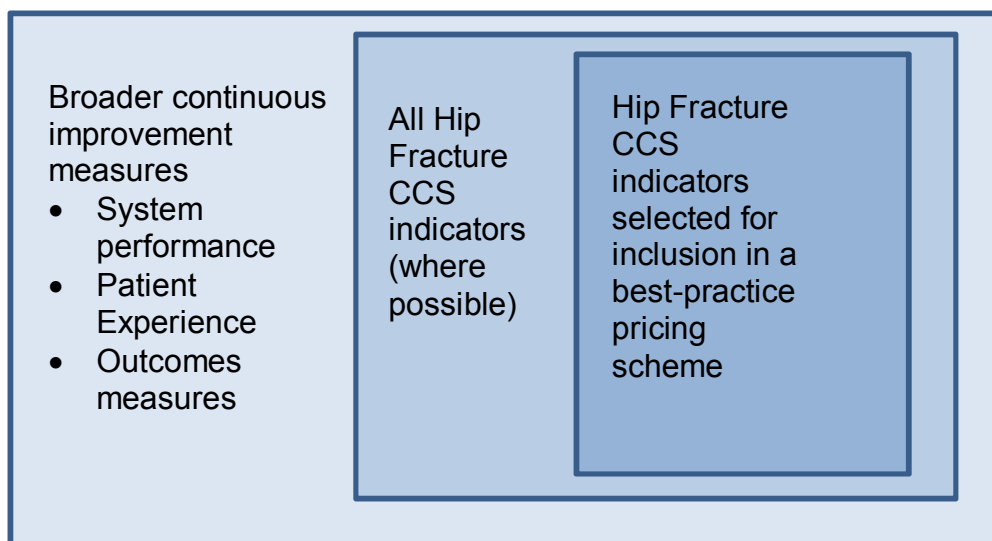 Broader continuous
improvement
measures
• System
performance
• Patient
Experience
• Outcomes
measures
All Hip
Fracture
CCS
indicators
(where
possible)
Hip Fracture
CCS
indicators
selected for
inclusion in a
best-practice
pricing
scheme